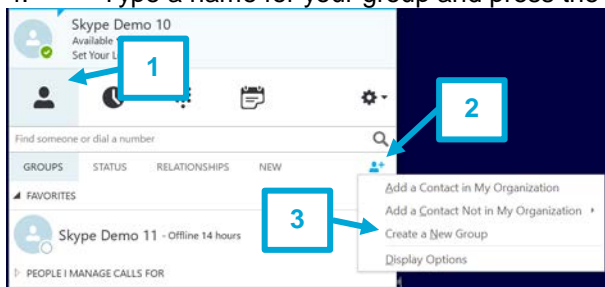 Type a name for your group and press the
Skype Demo 10
Available
Set Your L
1
2
Find someone or dial a number
GROUPS STATUS RELATIONSHIPS NEW
Add a Contact in My Organization
FAVORITES
Add a Contact Not in My Organization
3
Skype Demo 11 - Offline 14 hours
Create a New Group
Display Options
PEOPLE I MANAGE CALLS FOR